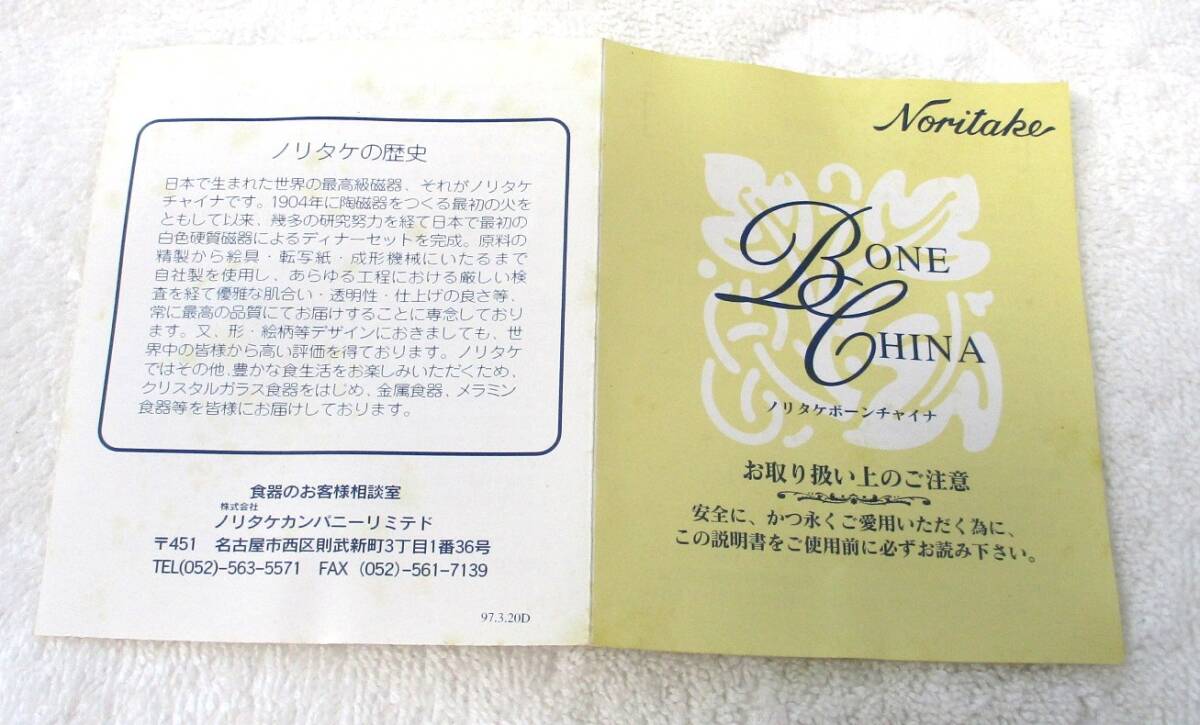 ノリタケの歴史
日本で生まれた世界の最高級磁器、それがノリタケ
チャイナです。1904年に陶磁器をつくる最初の火を
ともして以来、幾多の研究努力を経て日本で最初の
白色硬質磁器によるディナーセットを完成。原料の
精製から絵具・転写紙・成形機械にいたるまで
自社製を使用し、あらゆる工程における厳しい検
査を経て優雅な肌合い・透明性・仕上げの良さ等、
常に最高の品質にてお届けすることに専念しており
ます。又、形・絵柄等デザインにおきましても、世
界中の皆様から高い評価を得ております。ノリタケ
ではその他、豊かな食生活をお楽しみいただくため、
クリスタルガラス食器をはじめ、金属食器、メラミン
食器等を皆様にお届けしております。
食器のお客様相談室
株式会社
ノリタケカンパニーリミテド
〒451 名古屋市西区則武新町3丁目1番36号
TEL(052)-563-5571 FAX (052)-561-7139
97.3.20D
Noritake
BONE
CHINA
ノリタケボーンチャイナ
お取り扱い上のご注意
安全に、かつ永くご愛用いただく為に、
この説明書をご使用前に必ずお読み下さい。